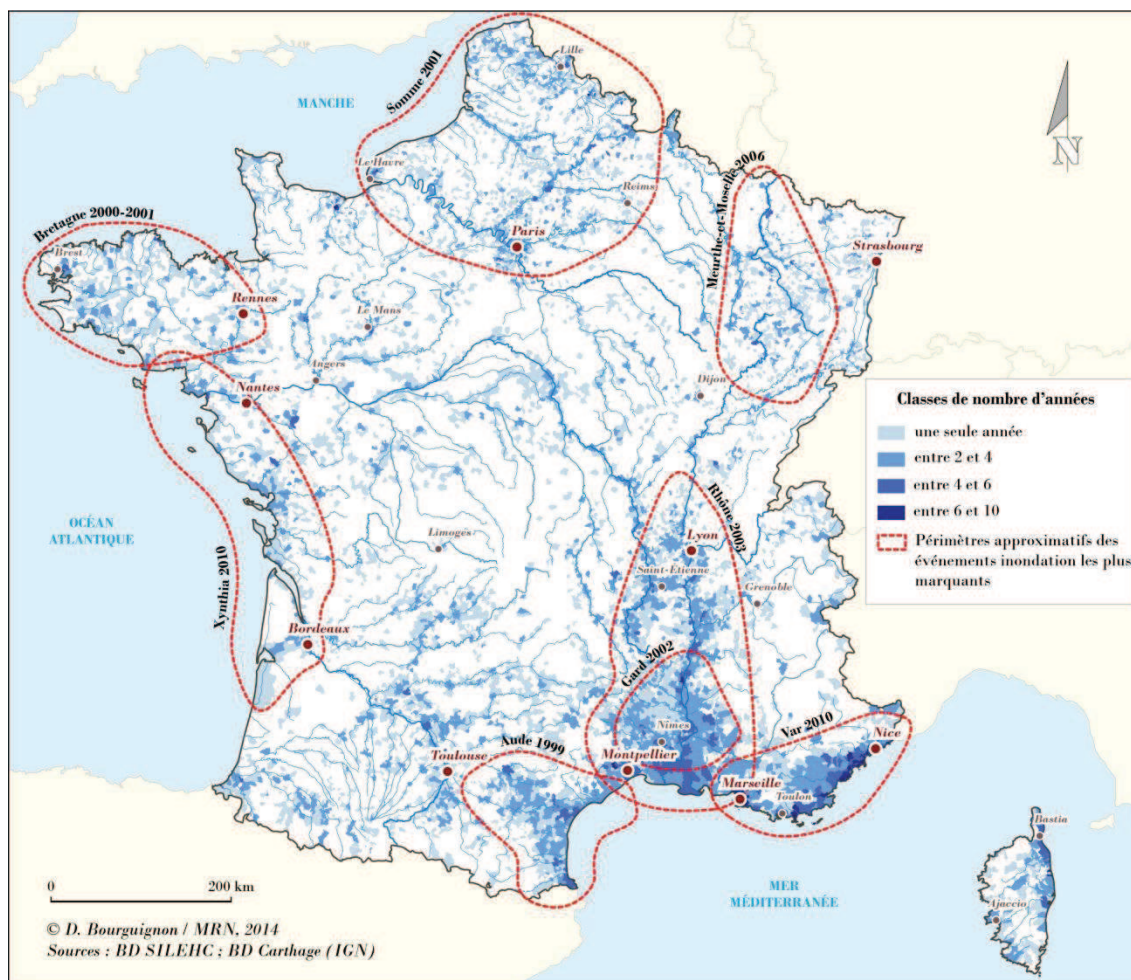 Somme 2001
Lille
MANCHE
Le Havre
Reims
N
Bretagne 2000-2001
Brest
Paris
Meurthe-et-Moselle 2006
Strasbourg
Rennes
Le Mans
Angers
Nantes
Dijon
Classes de nombre d'années
une seule année
entre 2 et 4
entre 4 et 6
entre 6 et 10
Périmètres approximatifs des
événements inondation les plus
marquants
OCÉAN
ATLANTIQUE
Xynthia 2010
Limoges
Rhône 2003
Lyon
Saint-Étienne
Grenoble
Bordeaux
Gard 2002
Nîmes
Var 2010
Nice
Aude 1999
Toulouse
Montpellier
Marseille
Toulon
Bastia
Ajaccio
MER
MÉDITERRANÉE
0 200 km
© D. Bourguignon / MRN, 2014
Sources : BD SILEHC ; BD Carthage (IGN)